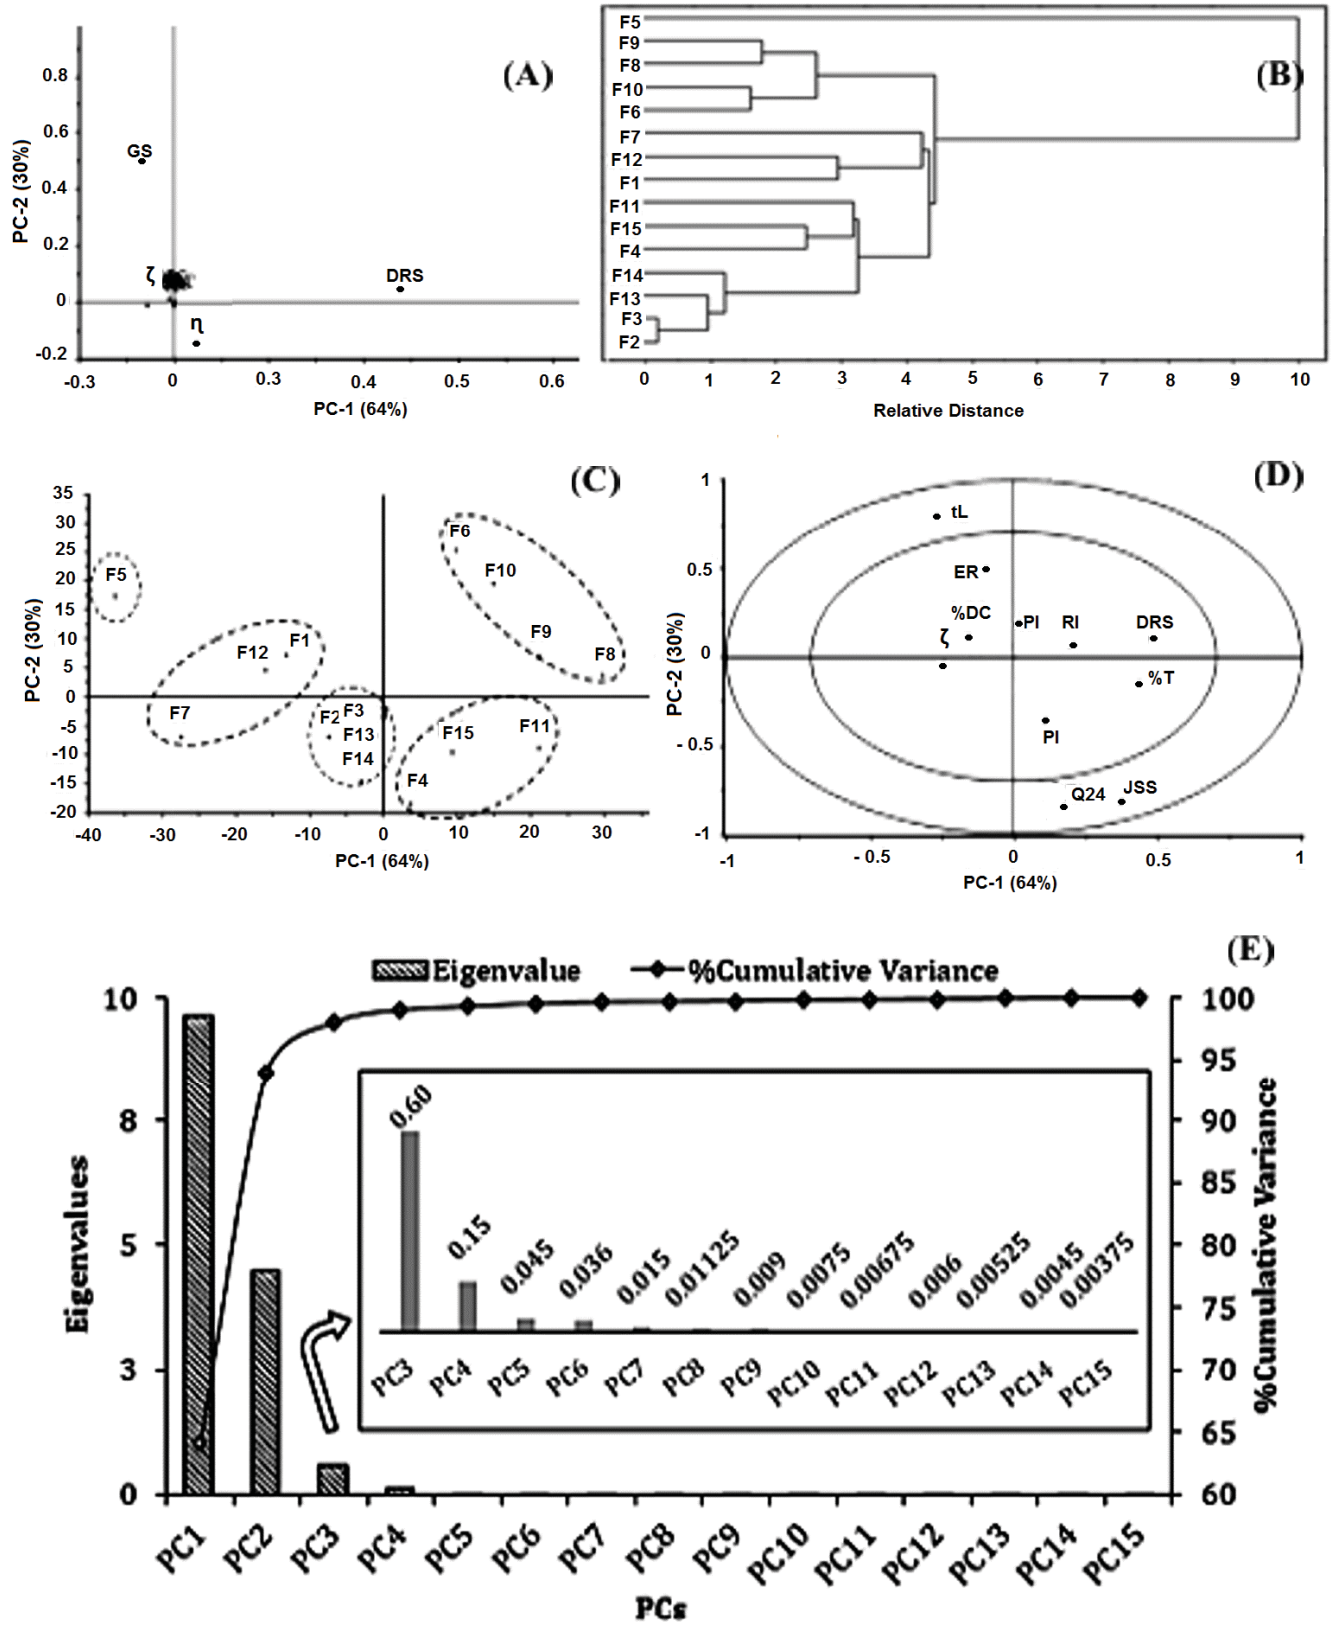 (A)
0.8
0.6
0.4
0.2
0
-0.2
PC-2 (30%)
GS
ζ
DRS
η
-0.3 0 0.3 0.4 0.5 0.6
PC-1 (64%)
(B)
F5
F9
F8
F10
F6
F7
F12
F1
F11
F15
F4
F14
F13
F3
F2
0 1 2 3 4 5 6 7 8 9 10
Relative Distance
(C)
35
30
25
20
15
10
5
0
-5
-10
-15
-20
PC-2 (30%)
F6
F10
F5
F9
F1
F12
F8
F7
F2 F3
F13
F14
F15
F11
F4
-40 -30 -20 -10 0 10 20 30
PC-1 (64%)
(D)
1
0.5
0
- 0.5
-1
PC-2 (30%)
tL
ER
%DC
ζ
PI
RI
DRS
%T
PI
Q24
JSS
-1 - 0.5 0 0.5 1
PC-1 (64%)
(E)
Eigenvalue %Cumulative Variance
10
8
5
3
0
Eigenvalues
100
95
90
85
80
75
70
65
60
%Cumulative Variance
0.60
0.15
0.045
0.036
0.015
0.01125
0.009
0.0075
0.00675
0.006
0.00525
0.0045
0.00375
PC3 PC4 PC5 PC6 PC7 PC8 PC9 PC10 PC11 PC12 PC13 PC14 PC15
PC1 PC2 PC3 PC4 PC5 PC6 PC7 PC8 PC9 PC10 PC11 PC12 PC13 PC14 PC15
PCs